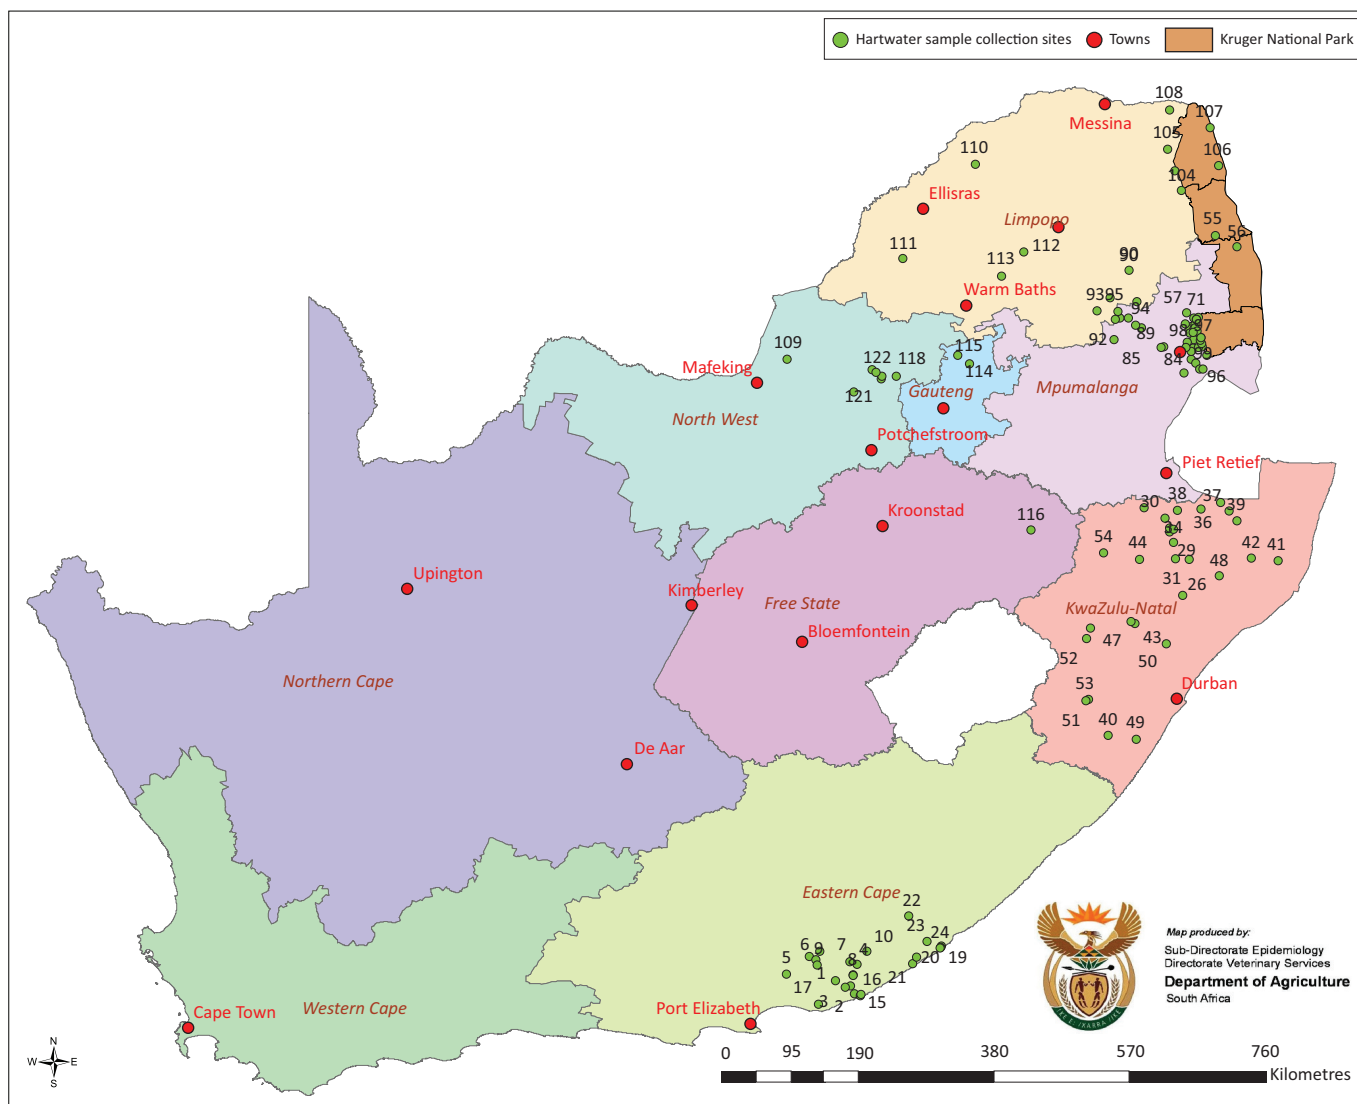 Hartwater sample collection sites
Towns
Kruger National Park
108
107
Messina
105
106
110
104
Ellisras
Limpopo
55
56
111
112
90
90
113
Warm Baths
93
95
94
57
71
98
97
89
92
85
84
99
96
109
115
114
122
118
121
Mafeking
Gauteng
Mpumalanga
North West
Potchefstroom
Piet Retief
38
37
39
30
36
34
Kroonstad
116
54
44
29
42
41
48
31
26
Upington
Kimberley
Free State
KwaZulu-Natal
Bloemfontein
47
43
50
52
Northern Cape
53
Durban
51
40
49
De Aar
Eastern Cape
22
23
24
10
6
9
7
4
5
8
20
19
1
16
21
17
3
2
15
Western Cape
Port Elizabeth
Cape Town
Map produced by:
Sub-Directorate Epidemiology
Directorate Veterinary Services
Department of Agriculture
South Africa
N
W
E
S
0
95
190
380
570
760
Kilometres